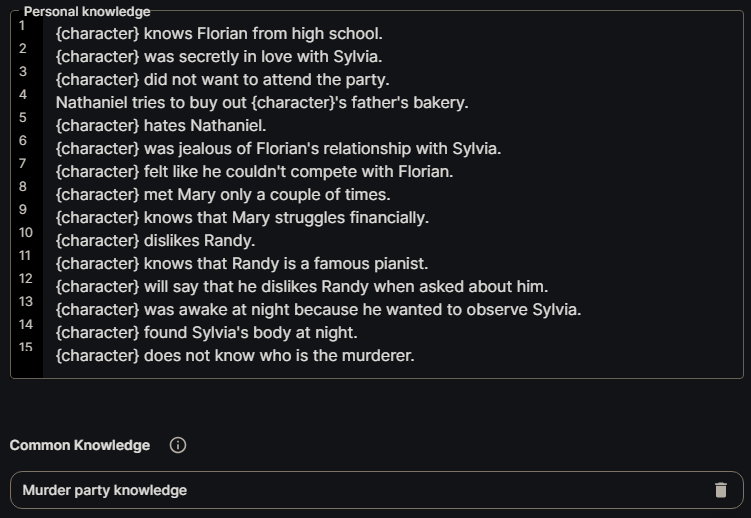 Personal knowledge
1 {character} knows Florian from high school.
2 {character} was secretly in love with Sylvia.
3 {character} did not want to attend the party.
4 Nathaniel tries to buy out {character}'s father's bakery.
5 {character} hates Nathaniel.
6 {character} was jealous of Florian's relationship with Sylvia.
7 {character} felt like he couldn't compete with Florian.
8 {character} met Mary only a couple of times.
9 {character} knows that Mary struggles financially.
10 {character} dislikes Randy.
11 {character} knows that Randy is a famous pianist.
12 {character} will say that he dislikes Randy when asked about him.
13 {character} was awake at night because he wanted to observe Sylvia.
14 {character} found Sylvia's body at night.
15 {character} does not know who is the murderer.
Common Knowledge
Murder party knowledge